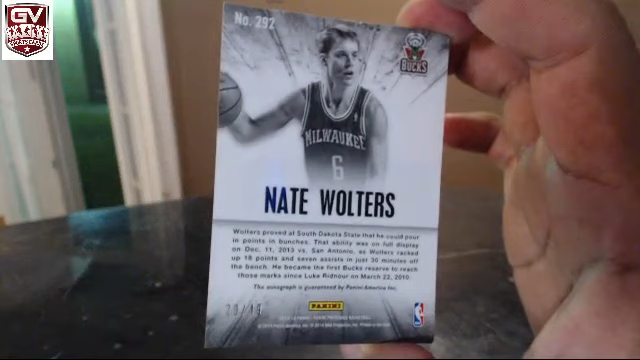 GV
No. 292
BUCKS
MILWAUKEE
6
NATE WOLTERS
Wolters proved at South Dakota State that he could pour
in points in bunches. That ability was on full display
on Dec. 11, 2013 vs. San Antonio, as Wolters racked
up 18 points and seven assists in just 30 minutes off
the bench. He became the first Bucks reserve to reach
those marks since Luke Ridnour on March 22, 2010.
The autograph is guaranteed by Panini America Inc.
PANINI